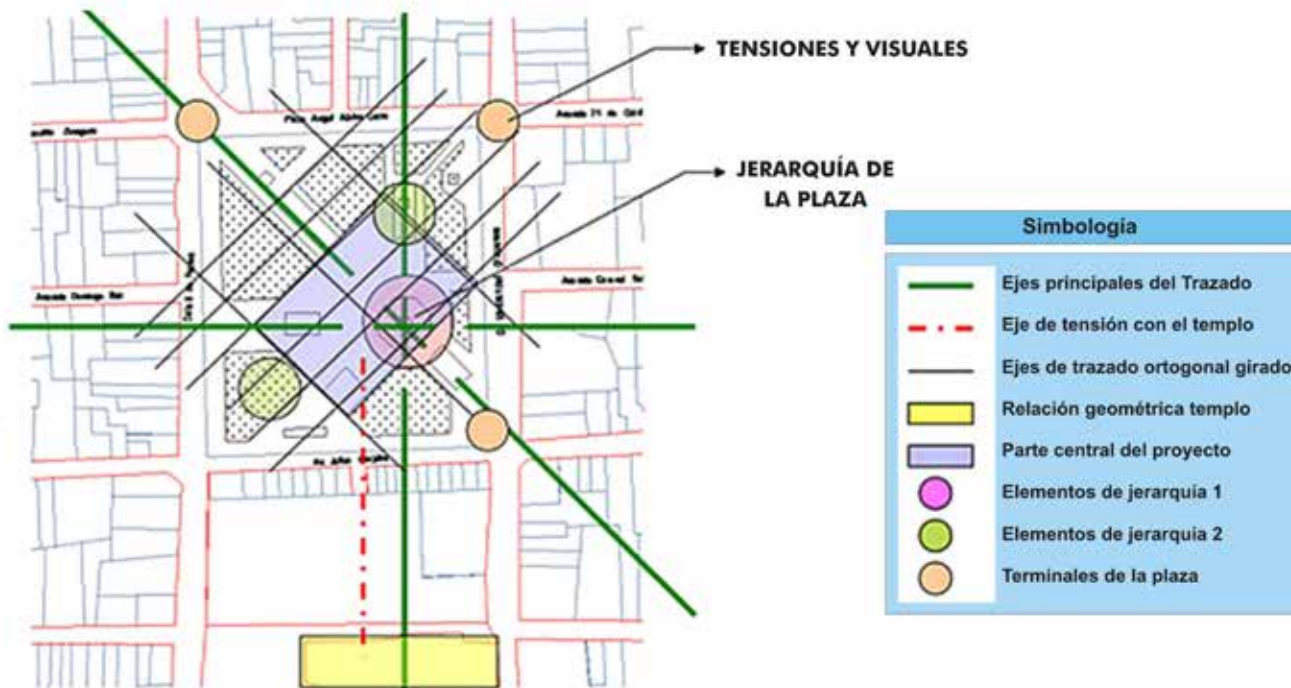 TENSIONES Y VISUALES
JERARQUÍA DE
LA PLAZA
Simbología
Ejes principales del Trazado
Eje de tensión con el templo
Ejes de trazado ortogonal girado
Relación geométrica templo
Parte central del proyecto
Elementos de jerarquía 1
Elementos de jerarquía 2
Terminales de la plaza